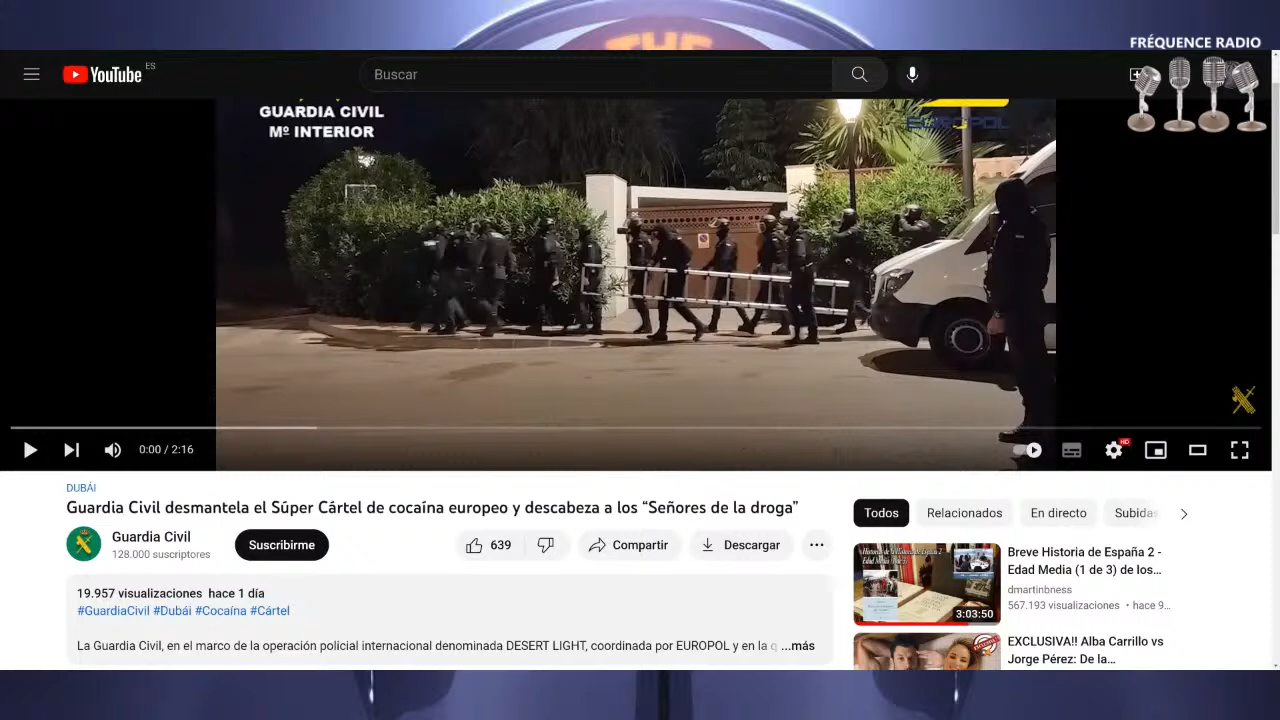 THE
FRÉQUENCE RADIO
YouTube
ES
Buscar
GUARDIA CIVIL
Mº INTERIOR
EUROPOL
0:00 / 2:16
HD
DUBÁI
Guardia Civil desmantela el Súper Cártel de cocaína europeo y descabeza a los “Señores de la droga”
Guardia Civil
128.000 suscriptores
Suscribirme
639
Compartir
Descargar
19.957 visualizaciones hace 1 día
#GuardiaCivil #Dubái #Cocaína #Cártel
La Guardia Civil, en el marco de la operación policial internacional denominada DESERT LIGHT, coordinada por EUROPOL y en la q ...más
Todos
Relacionados
En directo
Subidas
Breve Historia de España 2 -
Edad Media (1 de 3) de los...
dmartinbness
567.193 visualizaciones • hace 9...
3:03:50
EXCLUSIVA!! Alba Carrillo vs
Jorge Pérez: De la...